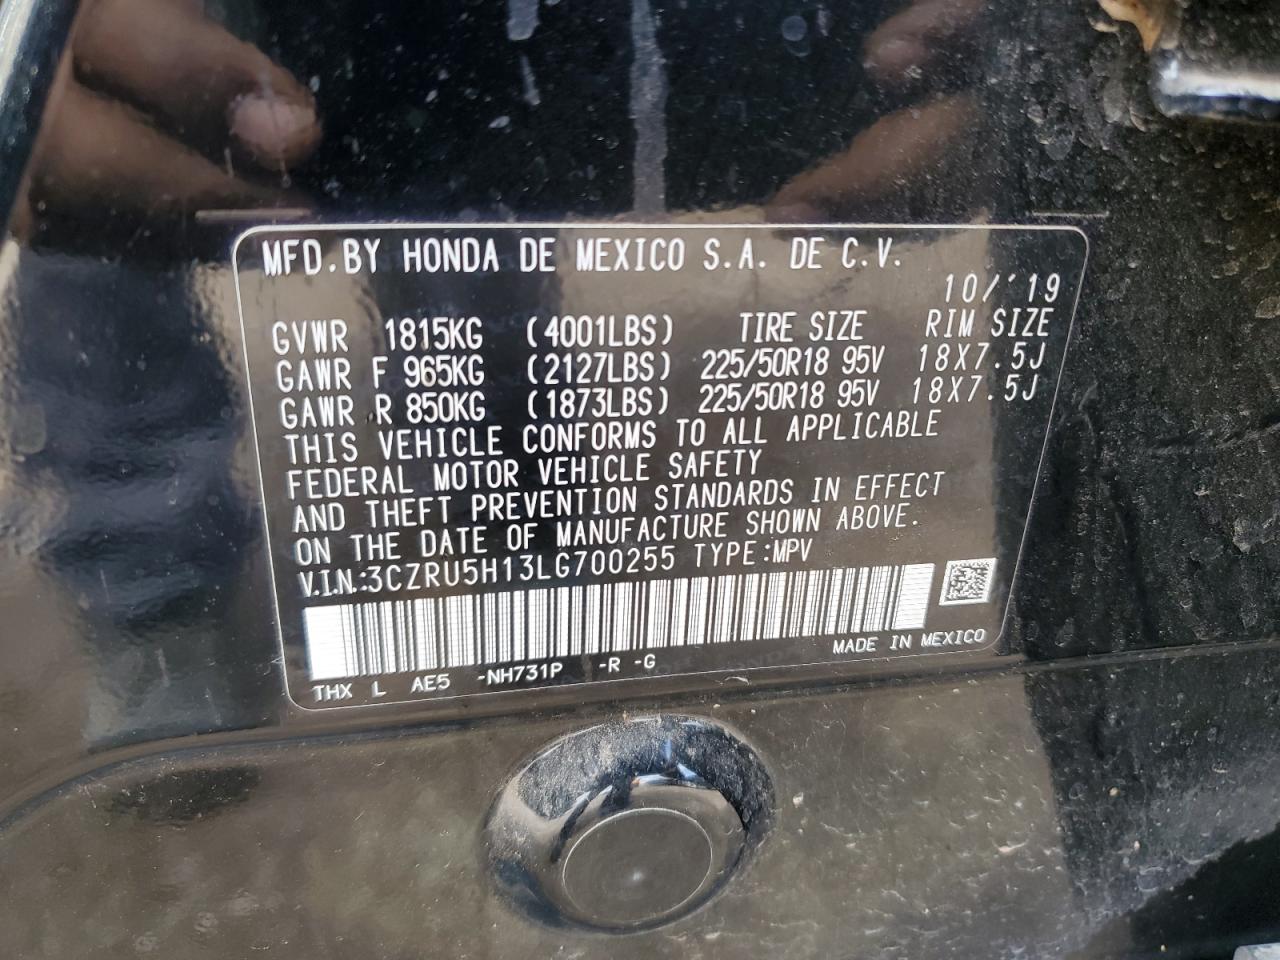 MFD.BY HONDA DE MEXICO S.A. DE C.V.
10/'19
GVWR 1815KG (4001LBS) TIRE SIZE RIM SIZE
GAWR F 965KG (2127LBS) 225/50R18 95V 18X7.5J
GAWR R 850KG (1873LBS) 225/50R18 95V 18X7.5J
THIS VEHICLE CONFORMS TO ALL APPLICABLE
FEDERAL MOTOR VEHICLE SAFETY
AND THEFT PREVENTION STANDARDS IN EFFECT
ON THE DATE OF MANUFACTURE SHOWN ABOVE.
V.I.N.:3CZRU5H13LG700255 TYPE:MPV
MADE IN MEXICO
THX L AE5 -NH731P -R -G